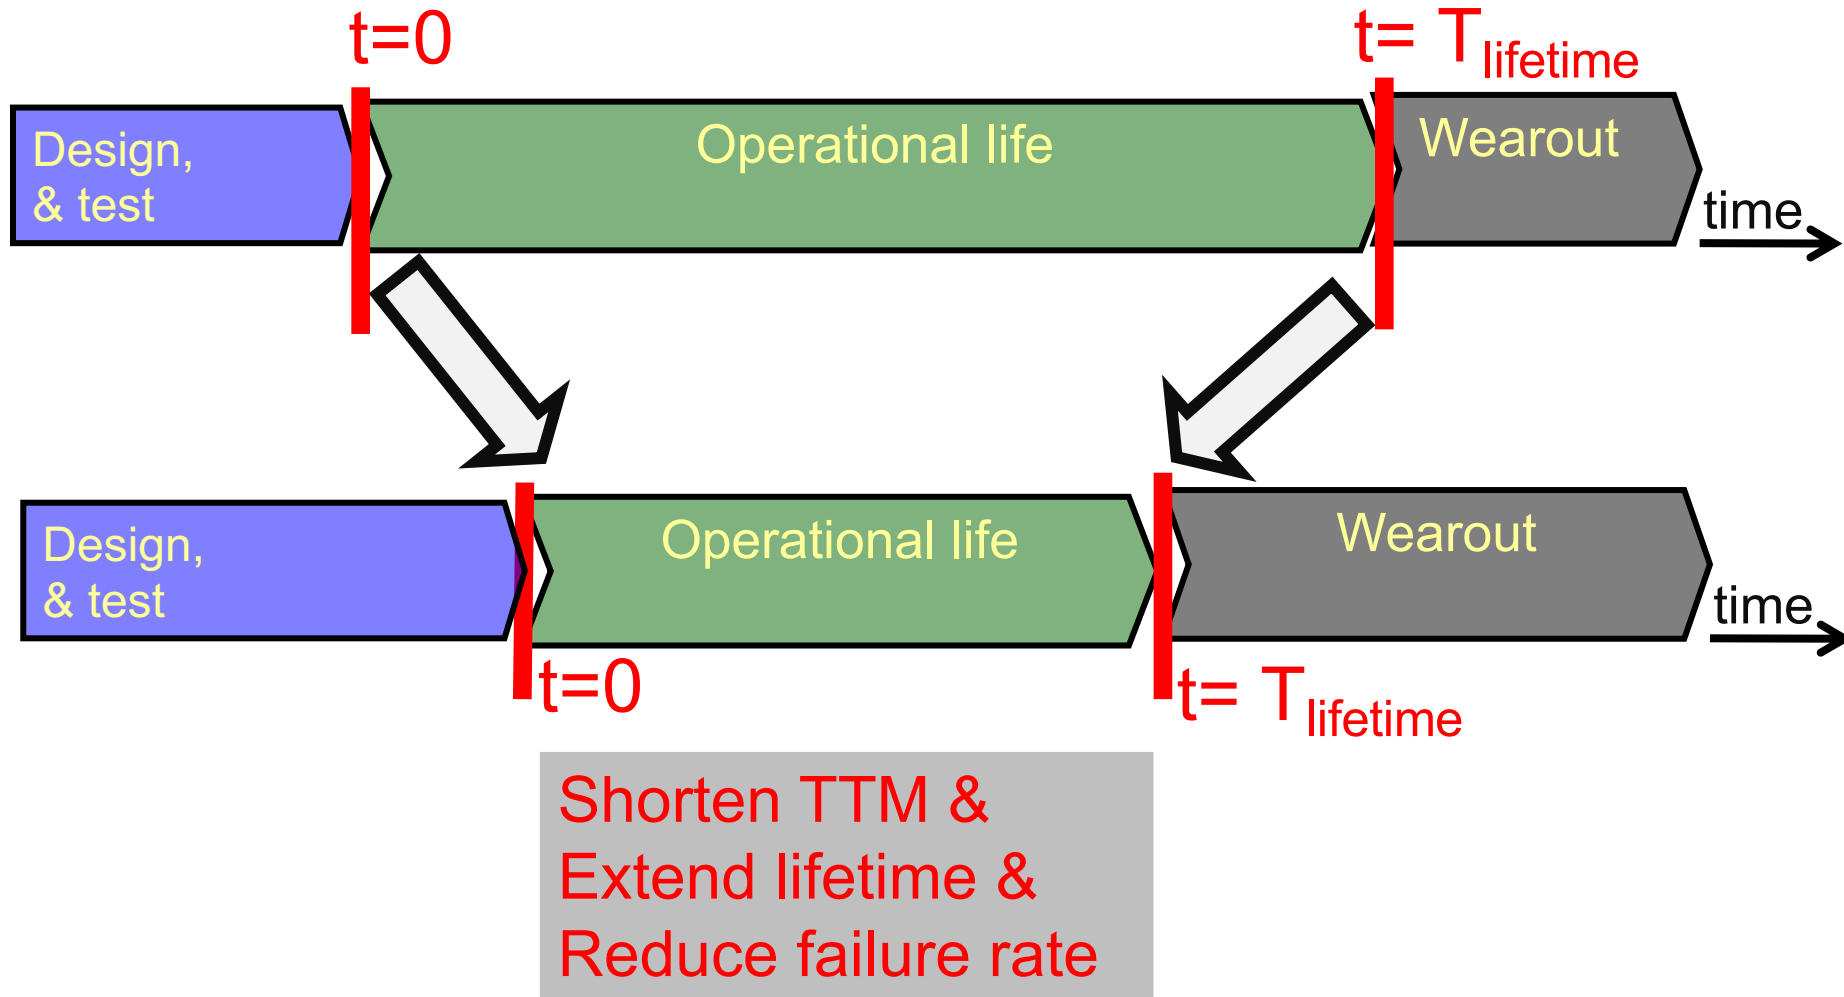 t=0
t= Tlifetime
Design,
& test
Operational life
Wearout
time
Design,
& test
Operational life
Wearout
time
t=0
t= Tlifetime
Shorten TTM &
Extend lifetime &
Reduce failure rate